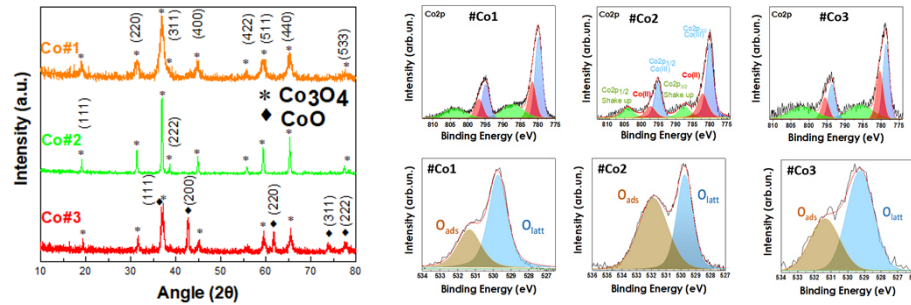 Intensity (a.u.)
Co#1
(220)
(311)
(400)
(422)
(511)
(440)
(533)
* Co3O4
◆ CoO
Co#2
(111)
(222)
Co#3
(111)
(200)
(220)
(311)
(222)
10 20 30 40 50 60 70 80
Angle (2θ)
#Co1
Co2p
Intensity (arb.un.)
810 805 800 795 790 785 780 775
Binding Energy (eV)
#Co2
Co2p
Intensity (arb.un.)
Co2p3/2
Co(III)
Co2p1/2
Co(III)
Co(II)
Co2p1/2
Shake up
Co(II)
Co2p3/2
Shake up
810 805 800 795 790 785 780 775
Binding Energy (eV)
#Co3
Co2p
Intensity (arb.un.)
810 805 800 795 790 785 780 775
Binding Energy (eV)
#Co1
Intensity (arb.un.)
Oads
Olatt
534 533 532 531 530 529 528 527
Binding Energy (eV)
#Co2
Intensity (arb.un.)
Oads
Olatt
536 535 534 533 532 531 530 529 528 527
Binding Energy (eV)
#Co3
Intensity (arb.un.)
Oads
Olatt
534 533 532 531 530 529 528 527
Binding Energy (eV)